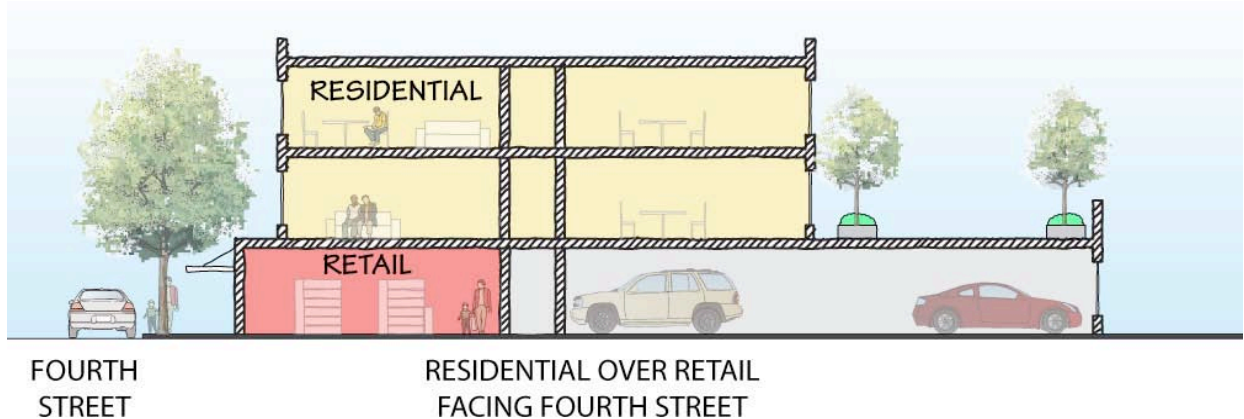 RESIDENTIAL
RETAIL
FOURTH
STREET
RESIDENTIAL OVER RETAIL
FACING FOURTH STREET